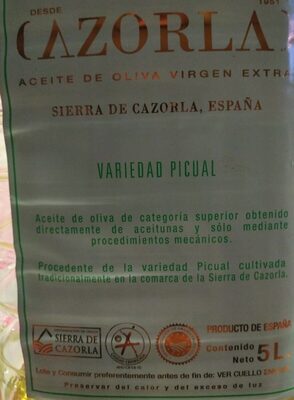 DESDE 1951
CAZORLA
ACEITE DE OLIVA VIRGEN EXTRA
SIERRA DE CAZORLA, ESPAÑA
VARIEDAD PICUAL
Aceite de oliva de categoría superior obtenido
directamente de aceitunas y sólo mediante
procedimientos mecánicos.
Procedente de la variedad Picual cultivada
tradicionalmente en la comarca de la Sierra de Cazorla.
SIERRA DE
CAZORLA
PRODUCTO DE ESPAÑA
Contenido
Neto 5 L.
Lote y Consumir preferentemente antes de fin de: VER CUELLO
Preservar del calor y del exceso de luz